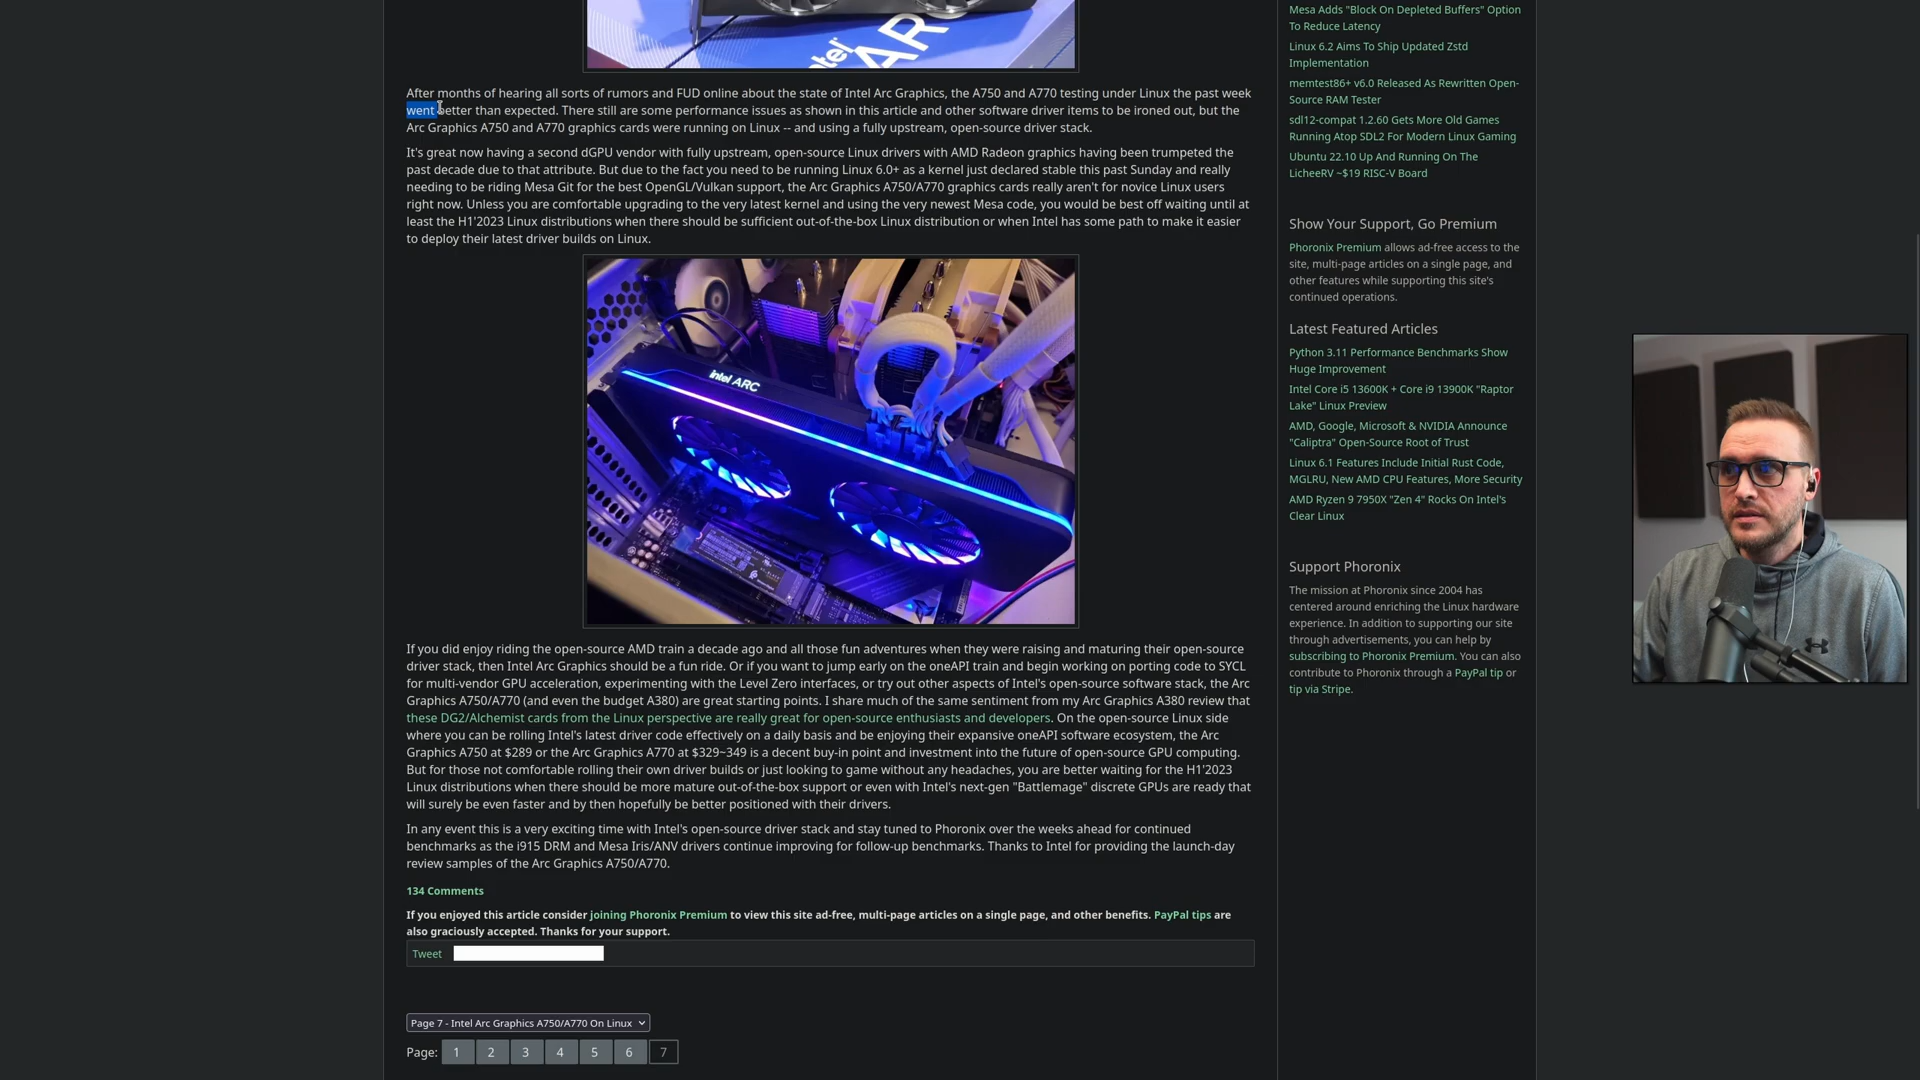 intel
AR
After months of hearing all sorts of rumors and FUD online about the state of Intel Arc Graphics, the A750 and A770 testing under Linux the past week
went better than expected. There still are some performance issues as shown in this article and other software driver items to be ironed out, but the
Arc Graphics A750 and A770 graphics cards were running on Linux -- and using a fully upstream, open-source driver stack.
It's great now having a second dGPU vendor with fully upstream, open-source Linux drivers with AMD Radeon graphics having been trumpeted the
past decade due to that attribute. But due to the fact you need to be running Linux 6.0+ as a kernel just declared stable this past Sunday and really
needing to be riding Mesa Git for the best OpenGL/Vulkan support, the Arc Graphics A750/A770 graphics cards really aren't for novice Linux users
right now. Unless you are comfortable upgrading to the very latest kernel and using the very newest Mesa code, you would be best off waiting until at
least the H1'2023 Linux distributions when there should be sufficient out-of-the-box Linux distribution or when Intel has some path to make it easier
to deploy their latest driver builds on Linux.
intel ARC
If you did enjoy riding the open-source AMD train a decade ago and all those fun adventures when they were raising and maturing their open-source
driver stack, then Intel Arc Graphics should be a fun ride. Or if you want to jump early on the oneAPI train and begin working on porting code to SYCL
for multi-vendor GPU acceleration, experimenting with the Level Zero interfaces, or try out other aspects of Intel's open-source software stack, the Arc
Graphics A750/A770 (and even the budget A380) are great starting points. I share much of the same sentiment from my Arc Graphics A380 review that
these DG2/Alchemist cards from the Linux perspective are really great for open-source enthusiasts and developers. On the open-source Linux side
where you can be rolling Intel's latest driver code effectively on a daily basis and be enjoying their expansive oneAPI software ecosystem, the Arc
Graphics A750 at $289 or the Arc Graphics A770 at $329~349 is a decent buy-in point and investment into the future of open-source GPU computing.
But for those not comfortable rolling their own driver builds or just looking to game without any headaches, you are better waiting for the H1'2023
Linux distributions when there should be more mature out-of-the-box support or even with Intel's next-gen "Battlemage" discrete GPUs are ready that
will surely be even faster and by then hopefully be better positioned with their drivers.
In any event this is a very exciting time with Intel's open-source driver stack and stay tuned to Phoronix over the weeks ahead for continued
benchmarks as the i915 DRM and Mesa Iris/ANV drivers continue improving for follow-up benchmarks. Thanks to Intel for providing the launch-day
review samples of the Arc Graphics A750/A770.
134 Comments
If you enjoyed this article consider joining Phoronix Premium to view this site ad-free, multi-page articles on a single page, and other benefits. PayPal tips are
also graciously accepted. Thanks for your support.
Tweet
Page 7 - Intel Arc Graphics A750/A770 On Linux
Page: 1 2 3 4 5 6 7
Mesa Adds "Block On Depleted Buffers" Option
To Reduce Latency
Linux 6.2 Aims To Ship Updated Zstd
Implementation
memtest86+ v6.0 Released As Rewritten Open-
Source RAM Tester
sdl12-compat 1.2.60 Gets More Old Games
Running Atop SDL2 For Modern Linux Gaming
Ubuntu 22.10 Up And Running On The
LicheeRV ~$19 RISC-V Board
Show Your Support, Go Premium
Phoronix Premium allows ad-free access to the
site, multi-page articles on a single page, and
other features while supporting this site's
continued operations.
Latest Featured Articles
Python 3.11 Performance Benchmarks Show
Huge Improvement
Intel Core i5 13600K + Core i9 13900K "Raptor
Lake" Linux Preview
AMD, Google, Microsoft & NVIDIA Announce
"Caliptra" Open-Source Root of Trust
Linux 6.1 Features Include Initial Rust Code,
MGLRU, New AMD CPU Features, More Security
AMD Ryzen 9 7950X "Zen 4" Rocks On Intel's
Clear Linux
Support Phoronix
The mission at Phoronix since 2004 has
centered around enriching the Linux hardware
experience. In addition to supporting our site
through advertisements, you can help by
subscribing to Phoronix Premium. You can also
contribute to Phoronix through a PayPal tip or
tip via Stripe.